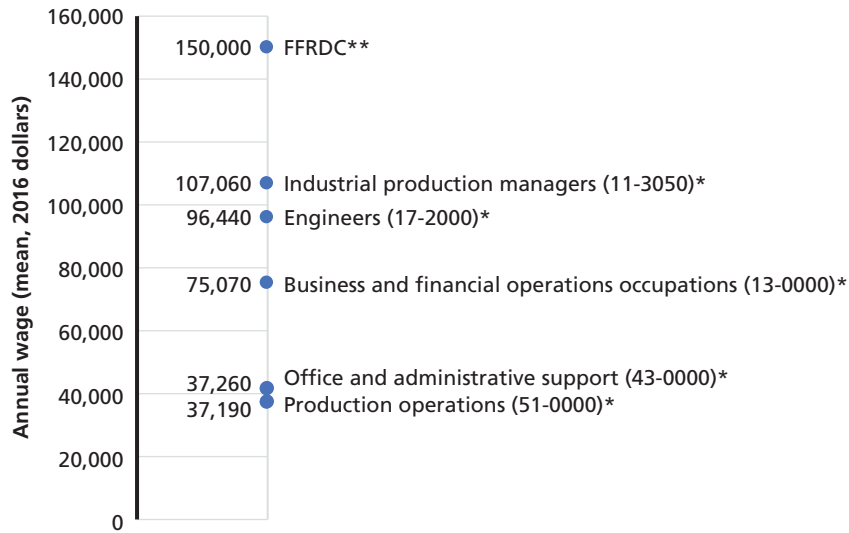 Annual wage (mean, 2016 dollars)
160,000
140,000
120,000
100,000
80,000
60,000
40,000
20,000
0
150,000 FFRDC**
107,060 Industrial production managers (11-3050)*
96,440 Engineers (17-2000)*
75,070 Business and financial operations occupations (13-0000)*
37,260 Office and administrative support (43-0000)*
37,190 Production operations (51-0000)*